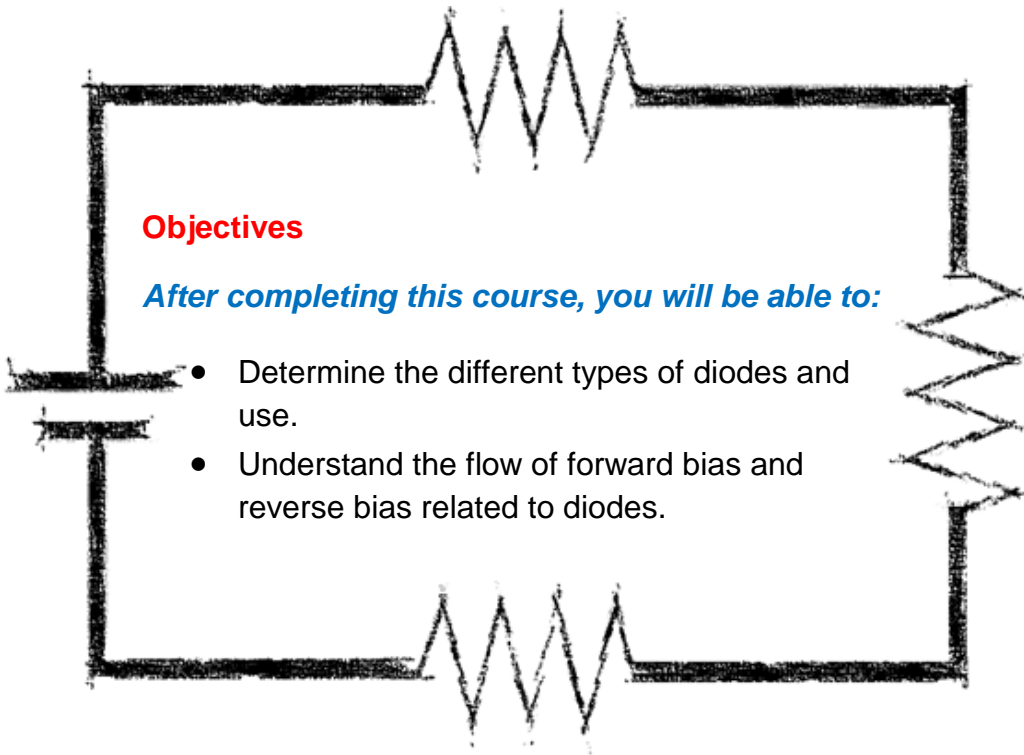 Objectives
After completing this course, you will be able to:
• Determine the different types of diodes and
use.
• Understand the flow of forward bias and
reverse bias related to diodes.